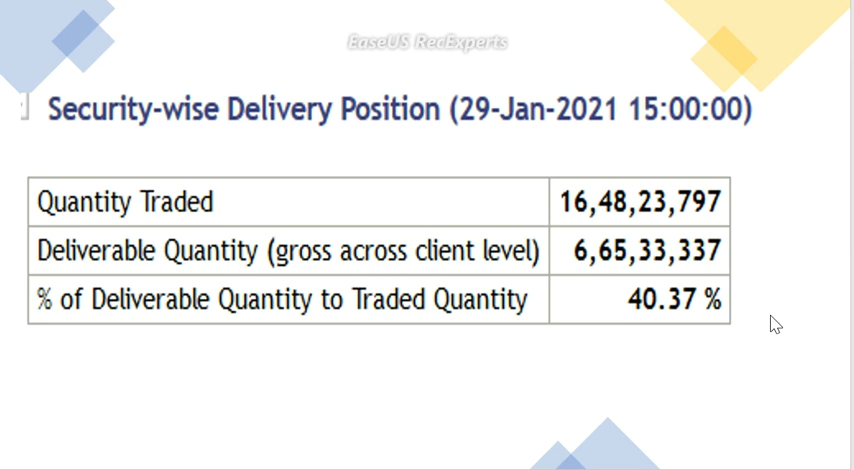 EaseUS RecExperts
Security-wise Delivery Position (29-Jan-2021 15:00:00)
Quantity Traded 16,48,23,797
Deliverable Quantity (gross across client level) 6,65,33,337
% of Deliverable Quantity to Traded Quantity 40.37 %